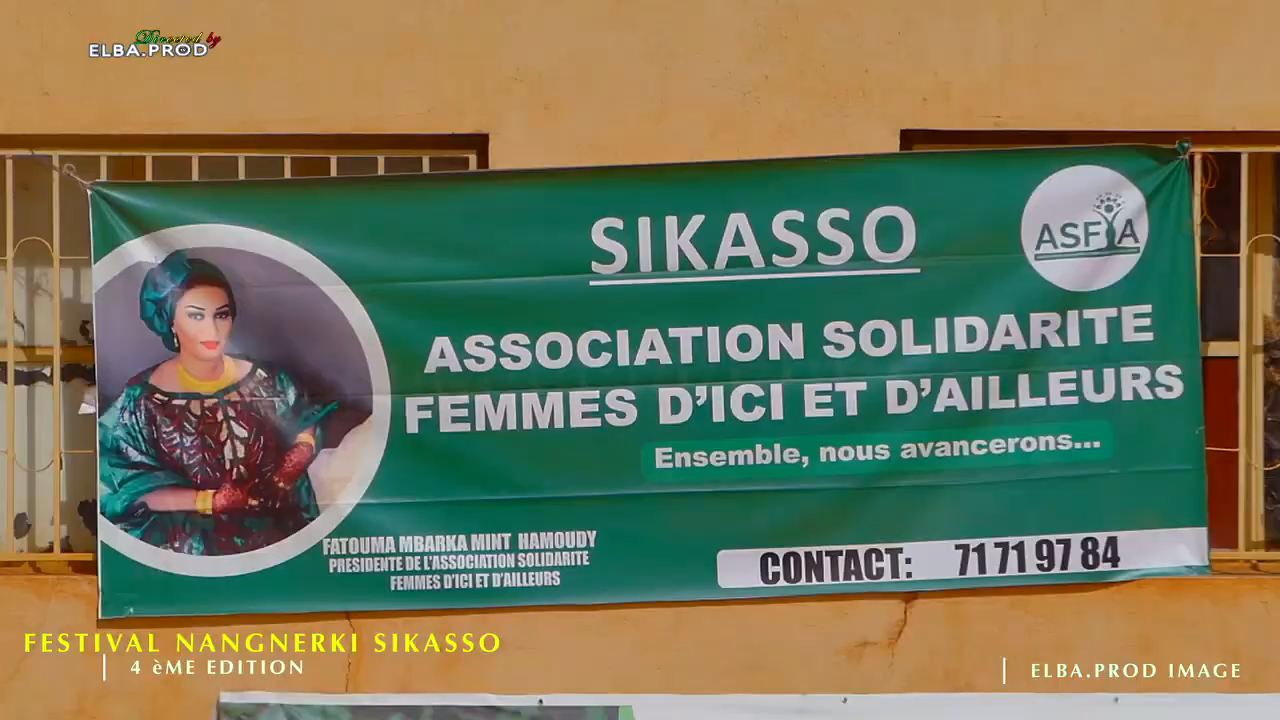 Directed by
ELBA.PROD
SIKASSO
ASFIA
ASSOCIATION SOLIDARITE
FEMMES D'ICI ET D'AILLEURS
Ensemble, nous avancerons...
FATOUMA MBARKA MINT HAMOUDY
PRESIDENTE DE L'ASSOCIATION SOLIDARITE
FEMMES D'ICI ET D'AILLEURS
CONTACT: 71 71 97 84
FESTIVAL NANGNERKI SIKASSO
4 èME EDITION
ELBA.PROD IMAGE